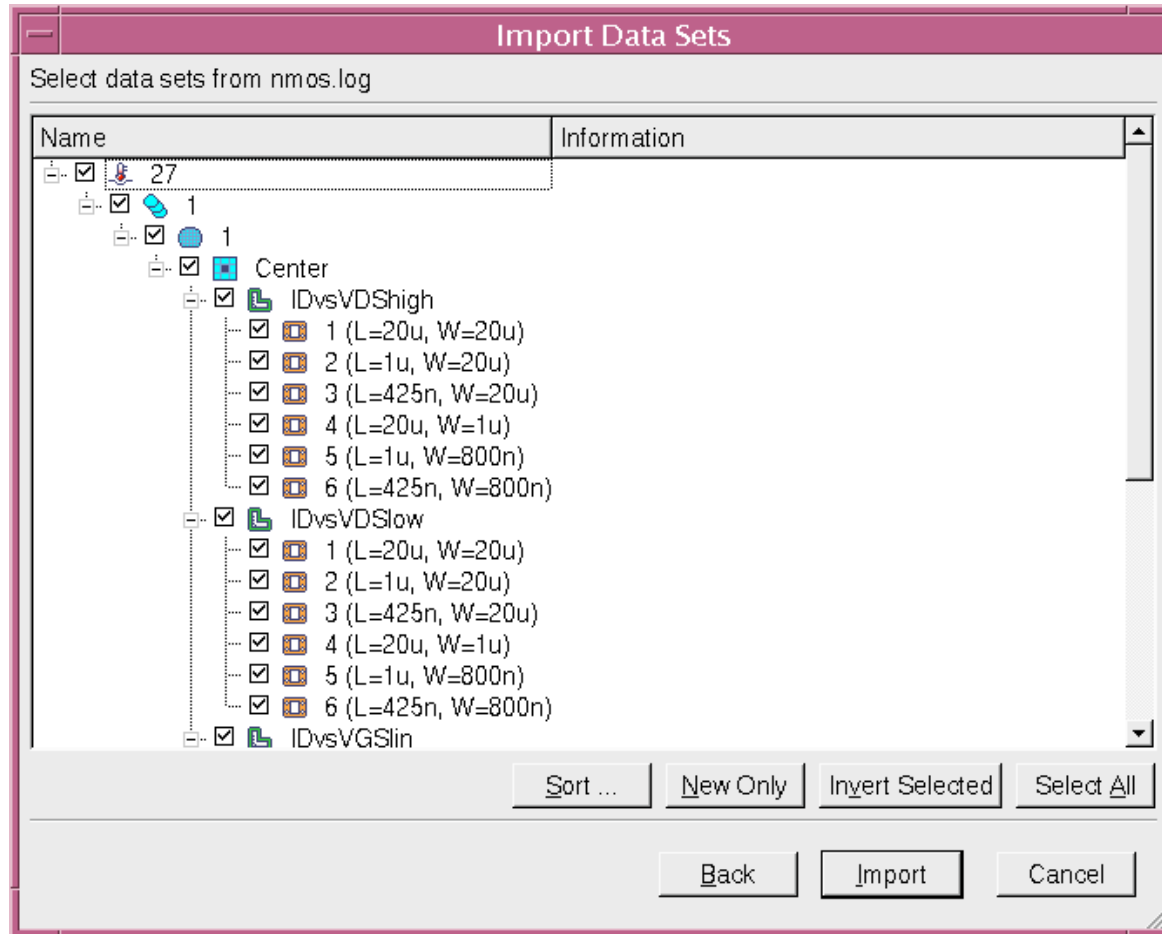 Import Data Sets
Select data sets from nmos.log
Name Information
27
1
1
Center
IDvsVDShigh
1 (L=20u, W=20u)
2 (L=1u, W=20u)
3 (L=425n, W=20u)
4 (L=20u, W=1u)
5 (L=1u, W=800n)
6 (L=425n, W=800n)
IDvsVDSlow
1 (L=20u, W=20u)
2 (L=1u, W=20u)
3 (L=425n, W=20u)
4 (L=20u, W=1u)
5 (L=1u, W=800n)
6 (L=425n, W=800n)
IDvsVGSlin
Sort ... New Only Invert Selected Select All
Back Import Cancel